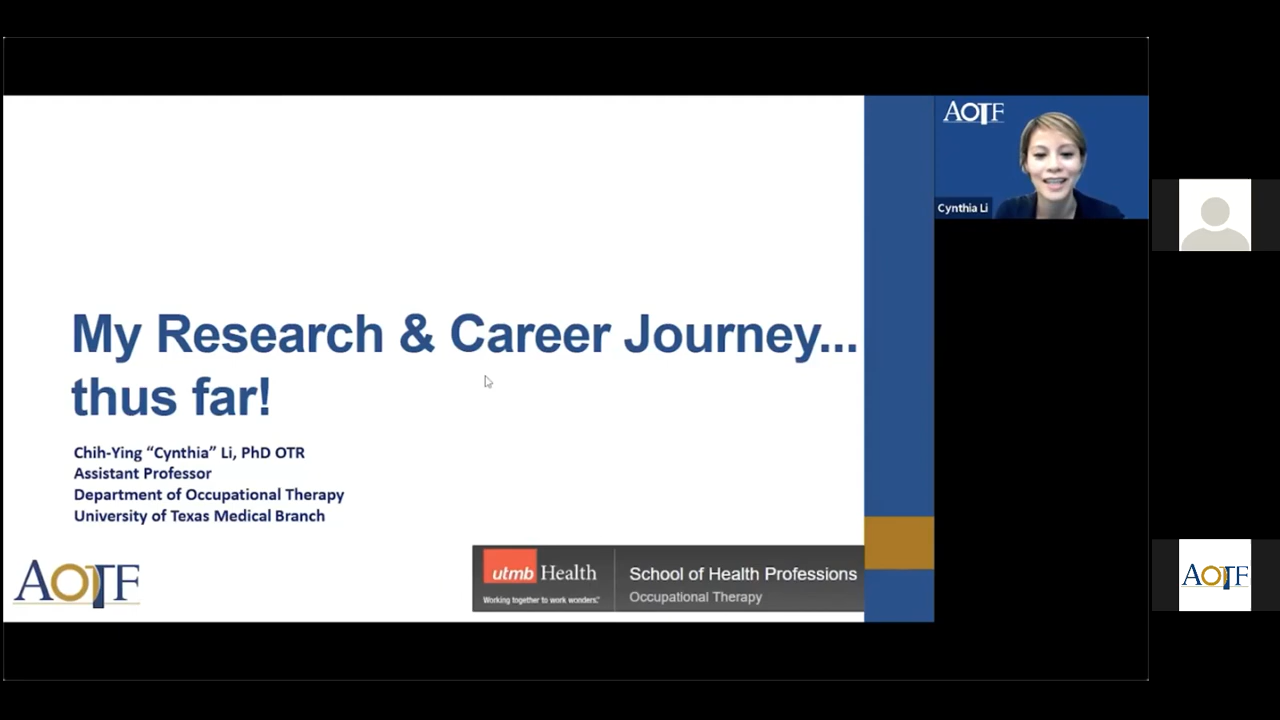 AOTF
Cynthia Li
My Research & Career Journey...
thus far!
Chih-Ying “Cynthia” Li, PhD OTR
Assistant Professor
Department of Occupational Therapy
University of Texas Medical Branch
AOTF
utmb Health
Working together to work wonders.™
School of Health Professions
Occupational Therapy
AOTF